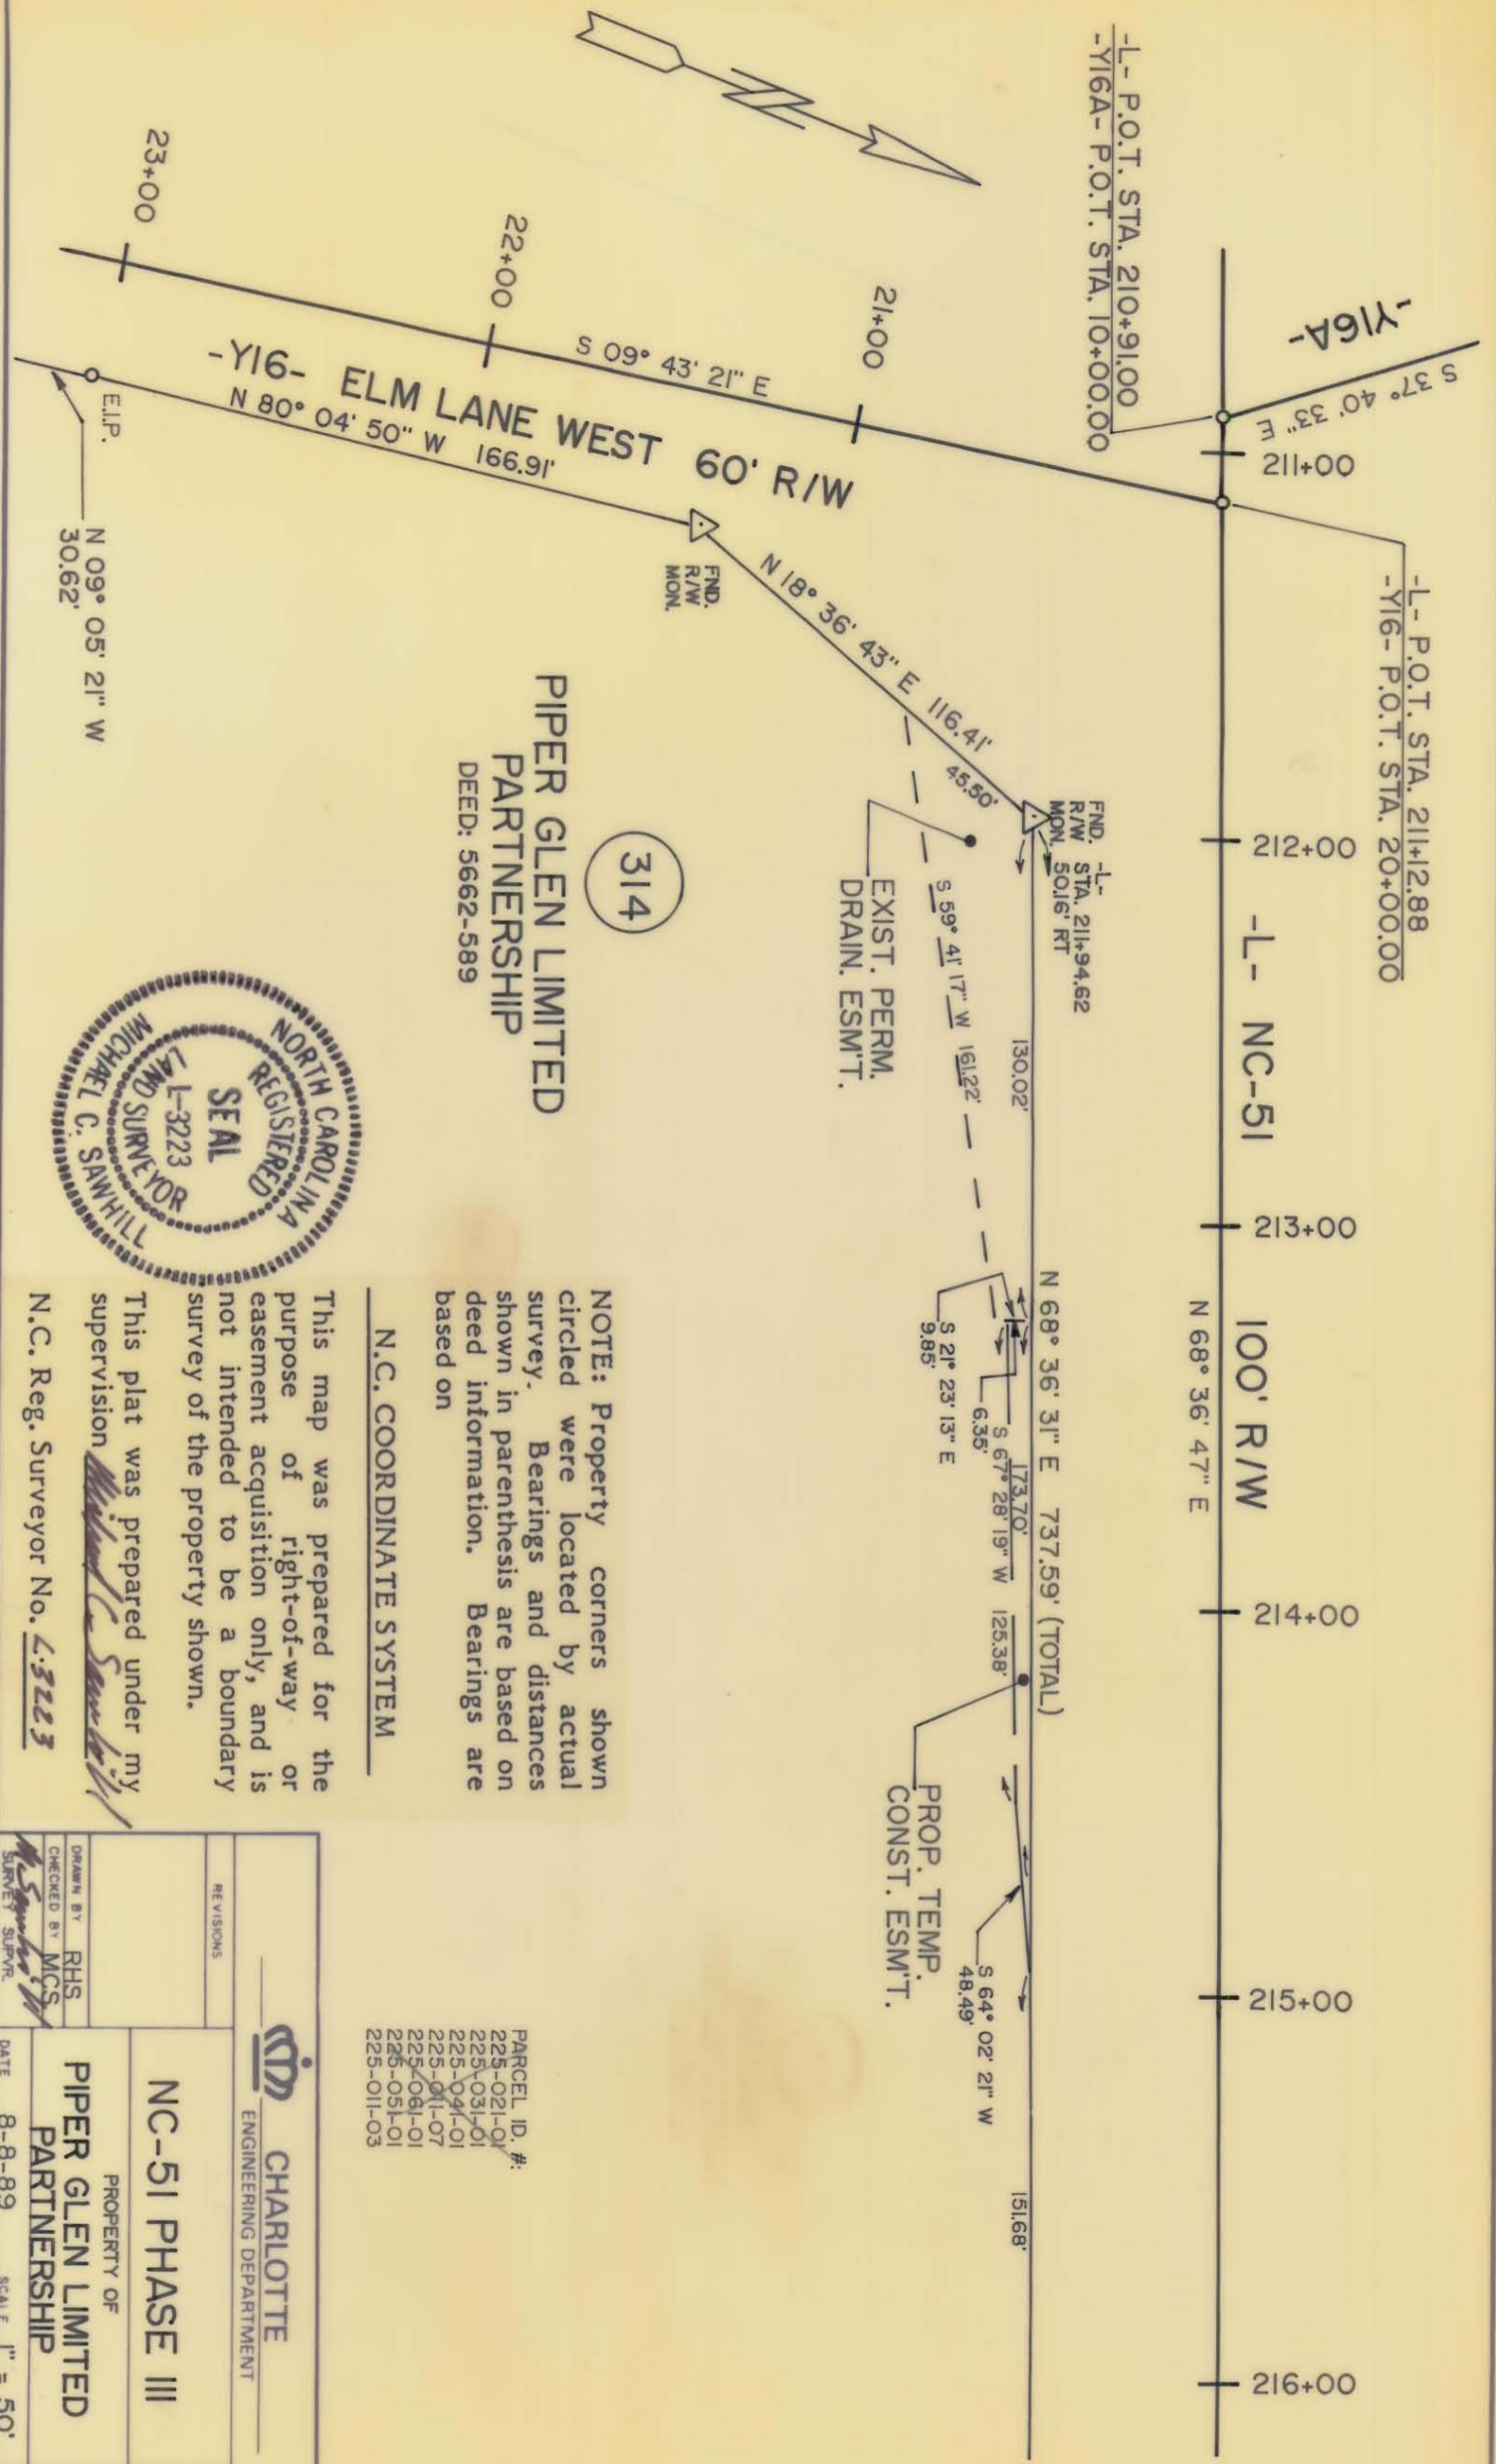 -L- P.O.T. STA. 210+91.00
-Y16A- P.O.T. STA. 10+00.00
-Y16A-
S 37° 40' 33" E
-L- P.O.T. STA. 211+12.88
-Y16- P.O.T. STA. 20+00.00
211+00
212+00
-L- NC-51 100' R/W
213+00
214+00
215+00
216+00
N 68° 36' 47" E
23+00
22+00
21+00
S 09° 43' 21" E
-Y16- ELM LANE WEST 60' R/W
N 80° 04' 50" W 166.91'
E.I.P.
N 09° 05' 21" W
30.62'
FND.
R/W
MON.
N 18° 36' 43" E 116.41'
45.50'
FND.
R/W
MON.
-L-
STA. 211+94.62
50.16' RT
130.02'
N 68° 36' 31" E 737.59' (TOTAL)
173.70'
S 67° 28' 19" W 125.38'
6.35'
S 21° 23' 13" E
9.85'
S 59° 41' 17" W 161.22'
EXIST. PERM.
DRAIN. ESM'T.
PROP. TEMP.
CONST. ESM'T.
S 64° 02' 21" W
48.49'
151.68'
314
PIPER GLEN LIMITED
PARTNERSHIP
DEED: 5662-589
NORTH CAROLINA
REGISTERED
SEAL
L-3223
LAND SURVEYOR
MICHAEL C. SAWHILL
NOTE: Property corners shown
circled were located by actual
survey. Bearings and distances
shown in parenthesis are based on
deed information. Bearings are
based on
N.C. COORDINATE SYSTEM
This map was prepared for the
purpose of right-of-way or
easement acquisition only, and is
not intended to be a boundary
survey of the property shown.
This plat was prepared under my
supervision Michael C. Sawhill
N.C. Reg. Surveyor No. L-3223
PARCEL ID. #:
225-021-01
225-031-01
225-041-01
225-011-07
225-061-01
225-051-01
225-011-03
CHARLOTTE
ENGINEERING DEPARTMENT
REVISIONS
NC-51 PHASE III
PROPERTY OF
PIPER GLEN LIMITED
PARTNERSHIP
DRAWN BY RHS
CHECKED BY MCS
M. Sawhill
SURVEY SUPVR.
DATE 8-8-89
SCALE 1" = 50'